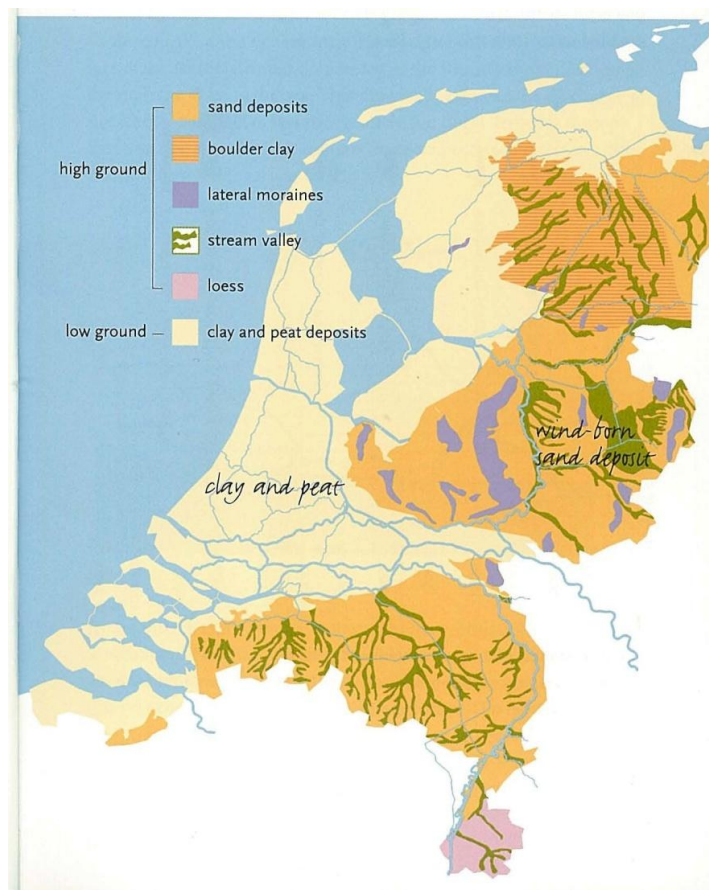 sand deposits
boulder clay
high ground
lateral moraines
stream valley
loess
low ground
clay and peat deposits
wind-born
sand deposit
clay and peat